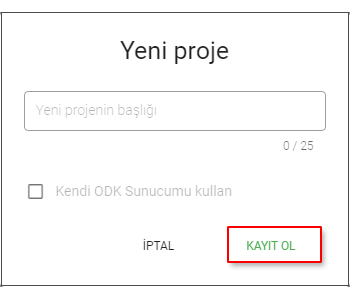 Yeni proje
Yeni projenin başlığı
0 / 25
Kendi ODK Sunucumu kullan
İPTAL
KAYIT OL